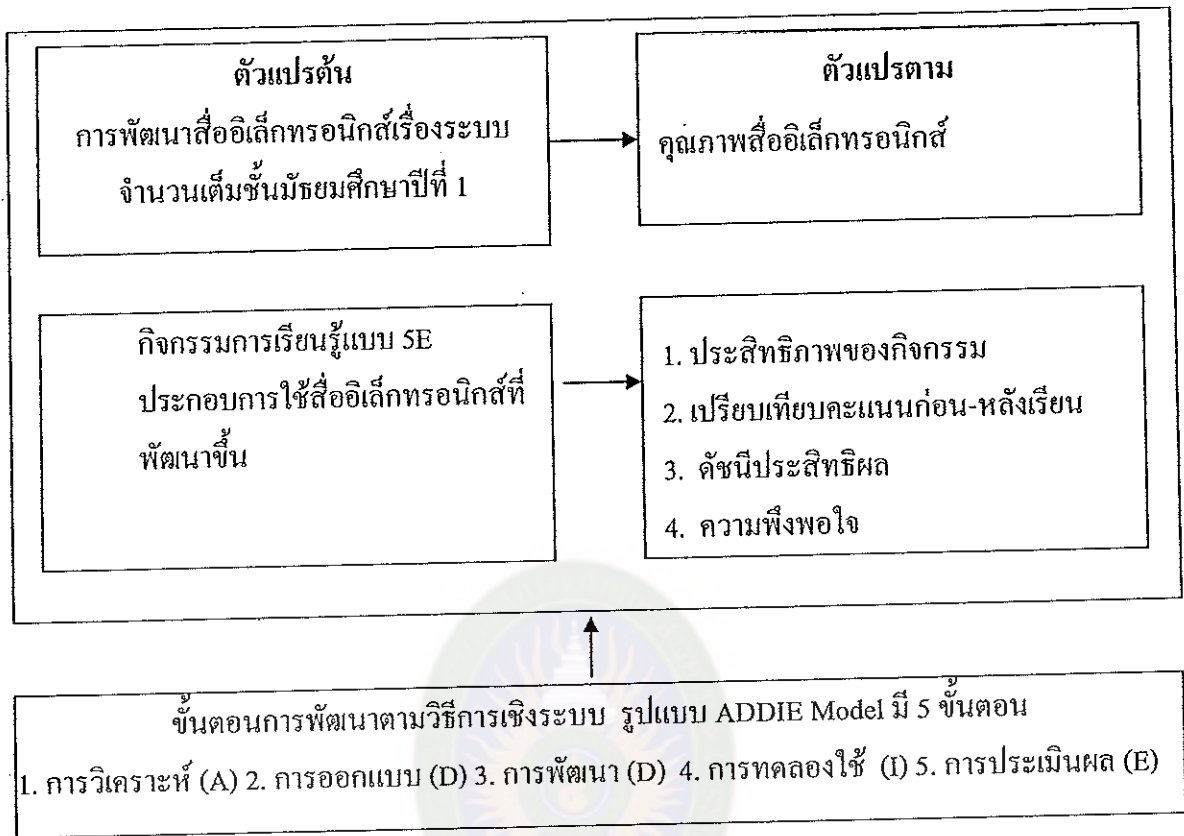 ตัวแปรต้น
การพัฒนาสื่ออิเล็กทรอนิกส์เรื่องระบบ
จำนวนเต็มชั้นมัธยมศึกษาปีที่ 1
ตัวแปรตาม
คุณภาพสื่ออิเล็กทรอนิกส์
กิจกรรมการเรียนรู้แบบ 5E
ประกอบการใช้สื่ออิเล็กทรอนิกส์ที่
พัฒนาขึ้น
1. ประสิทธิภาพของกิจกรรม
2. เปรียบเทียบคะแนนก่อน-หลังเรียน
3. ดัชนีประสิทธิผล
4. ความพึงพอใจ
ขั้นตอนการพัฒนาตามวิธีการเชิงระบบ รูปแบบ ADDIE Model มี 5 ขั้นตอน
1. การวิเคราะห์ (A) 2. การออกแบบ (D) 3. การพัฒนา (D) 4. การทดลองใช้ (I) 5. การประเมินผล (E)